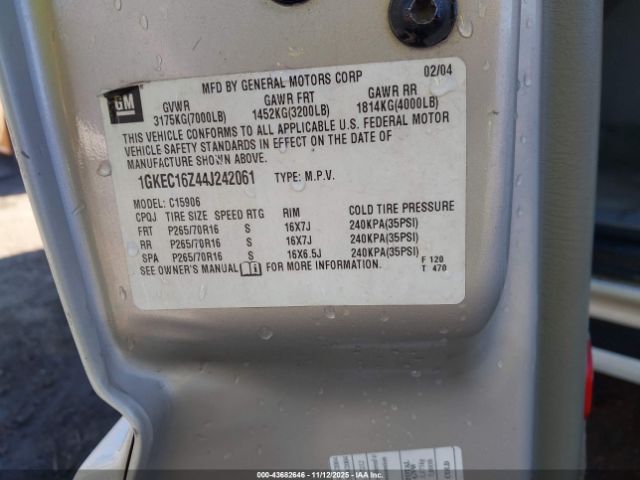 GM
MFD BY GENERAL MOTORS CORP 02/04
GVWR GAWR FRT GAWR RR
3175KG(7000LB) 1452KG(3200LB) 1814KG(4000LB)
THIS VEHICLE CONFORMS TO ALL APPLICABLE U.S. FEDERAL MOTOR
VEHICLE SAFETY STANDARDS IN EFFECT ON THE DATE OF
MANUFACTURE SHOWN ABOVE.
1GKEC16Z44J242061 TYPE: M.P.V.
MODEL: C15906
CPQJ TIRE SIZE SPEED RTG RIM COLD TIRE PRESSURE
FRT P265/70R16 S 16X7J 240KPA(35PSI)
RR P265/70R16 S 16X7J 240KPA(35PSI)
SPA P265/70R16 S 16X6.5J 240KPA(35PSI)
SEE OWNER'S MANUAL FOR MORE INFORMATION. F 120
T 470
Owner: 43682646 - 11/12/2025 - IAAI.com